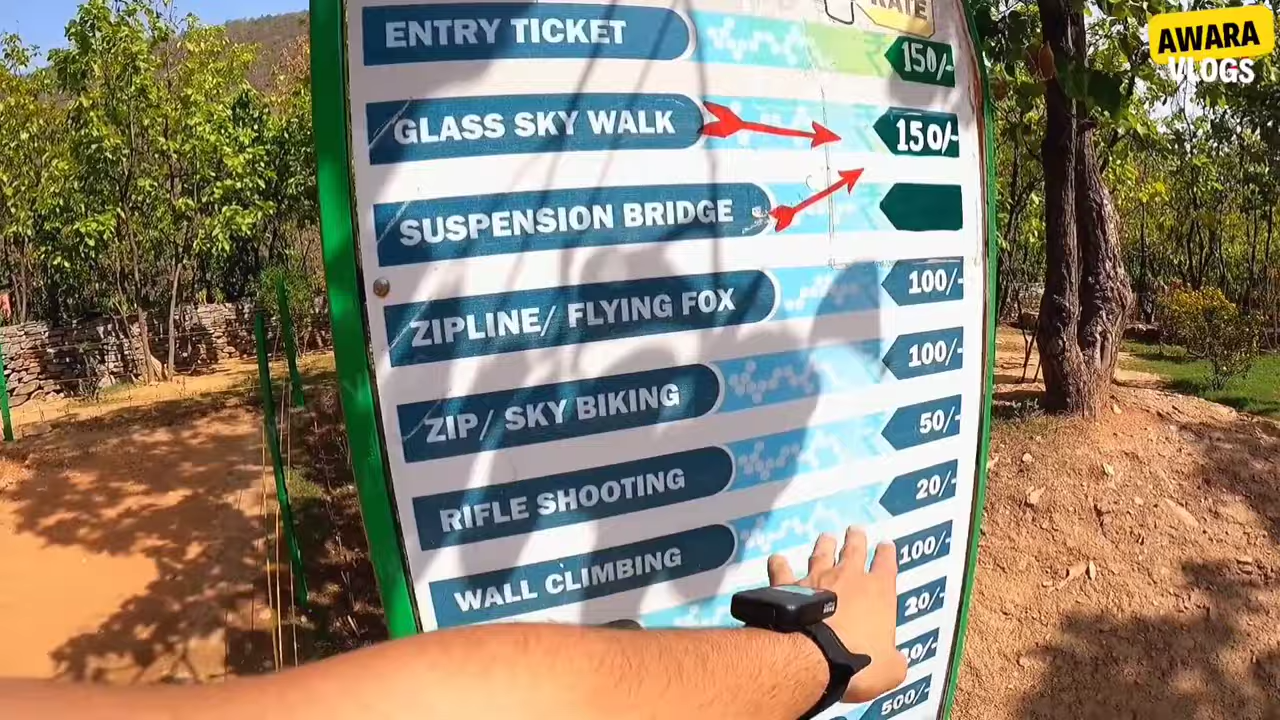 RATE
AWARA
VLOGS
ENTRY TICKET 150/-
GLASS SKY WALK 150/-
SUSPENSION BRIDGE
ZIPLINE/ FLYING FOX 100/-
ZIP/ SKY BIKING 100/-
RIFLE SHOOTING 50/-
WALL CLIMBING 20/-
100/-
20/-
500/-